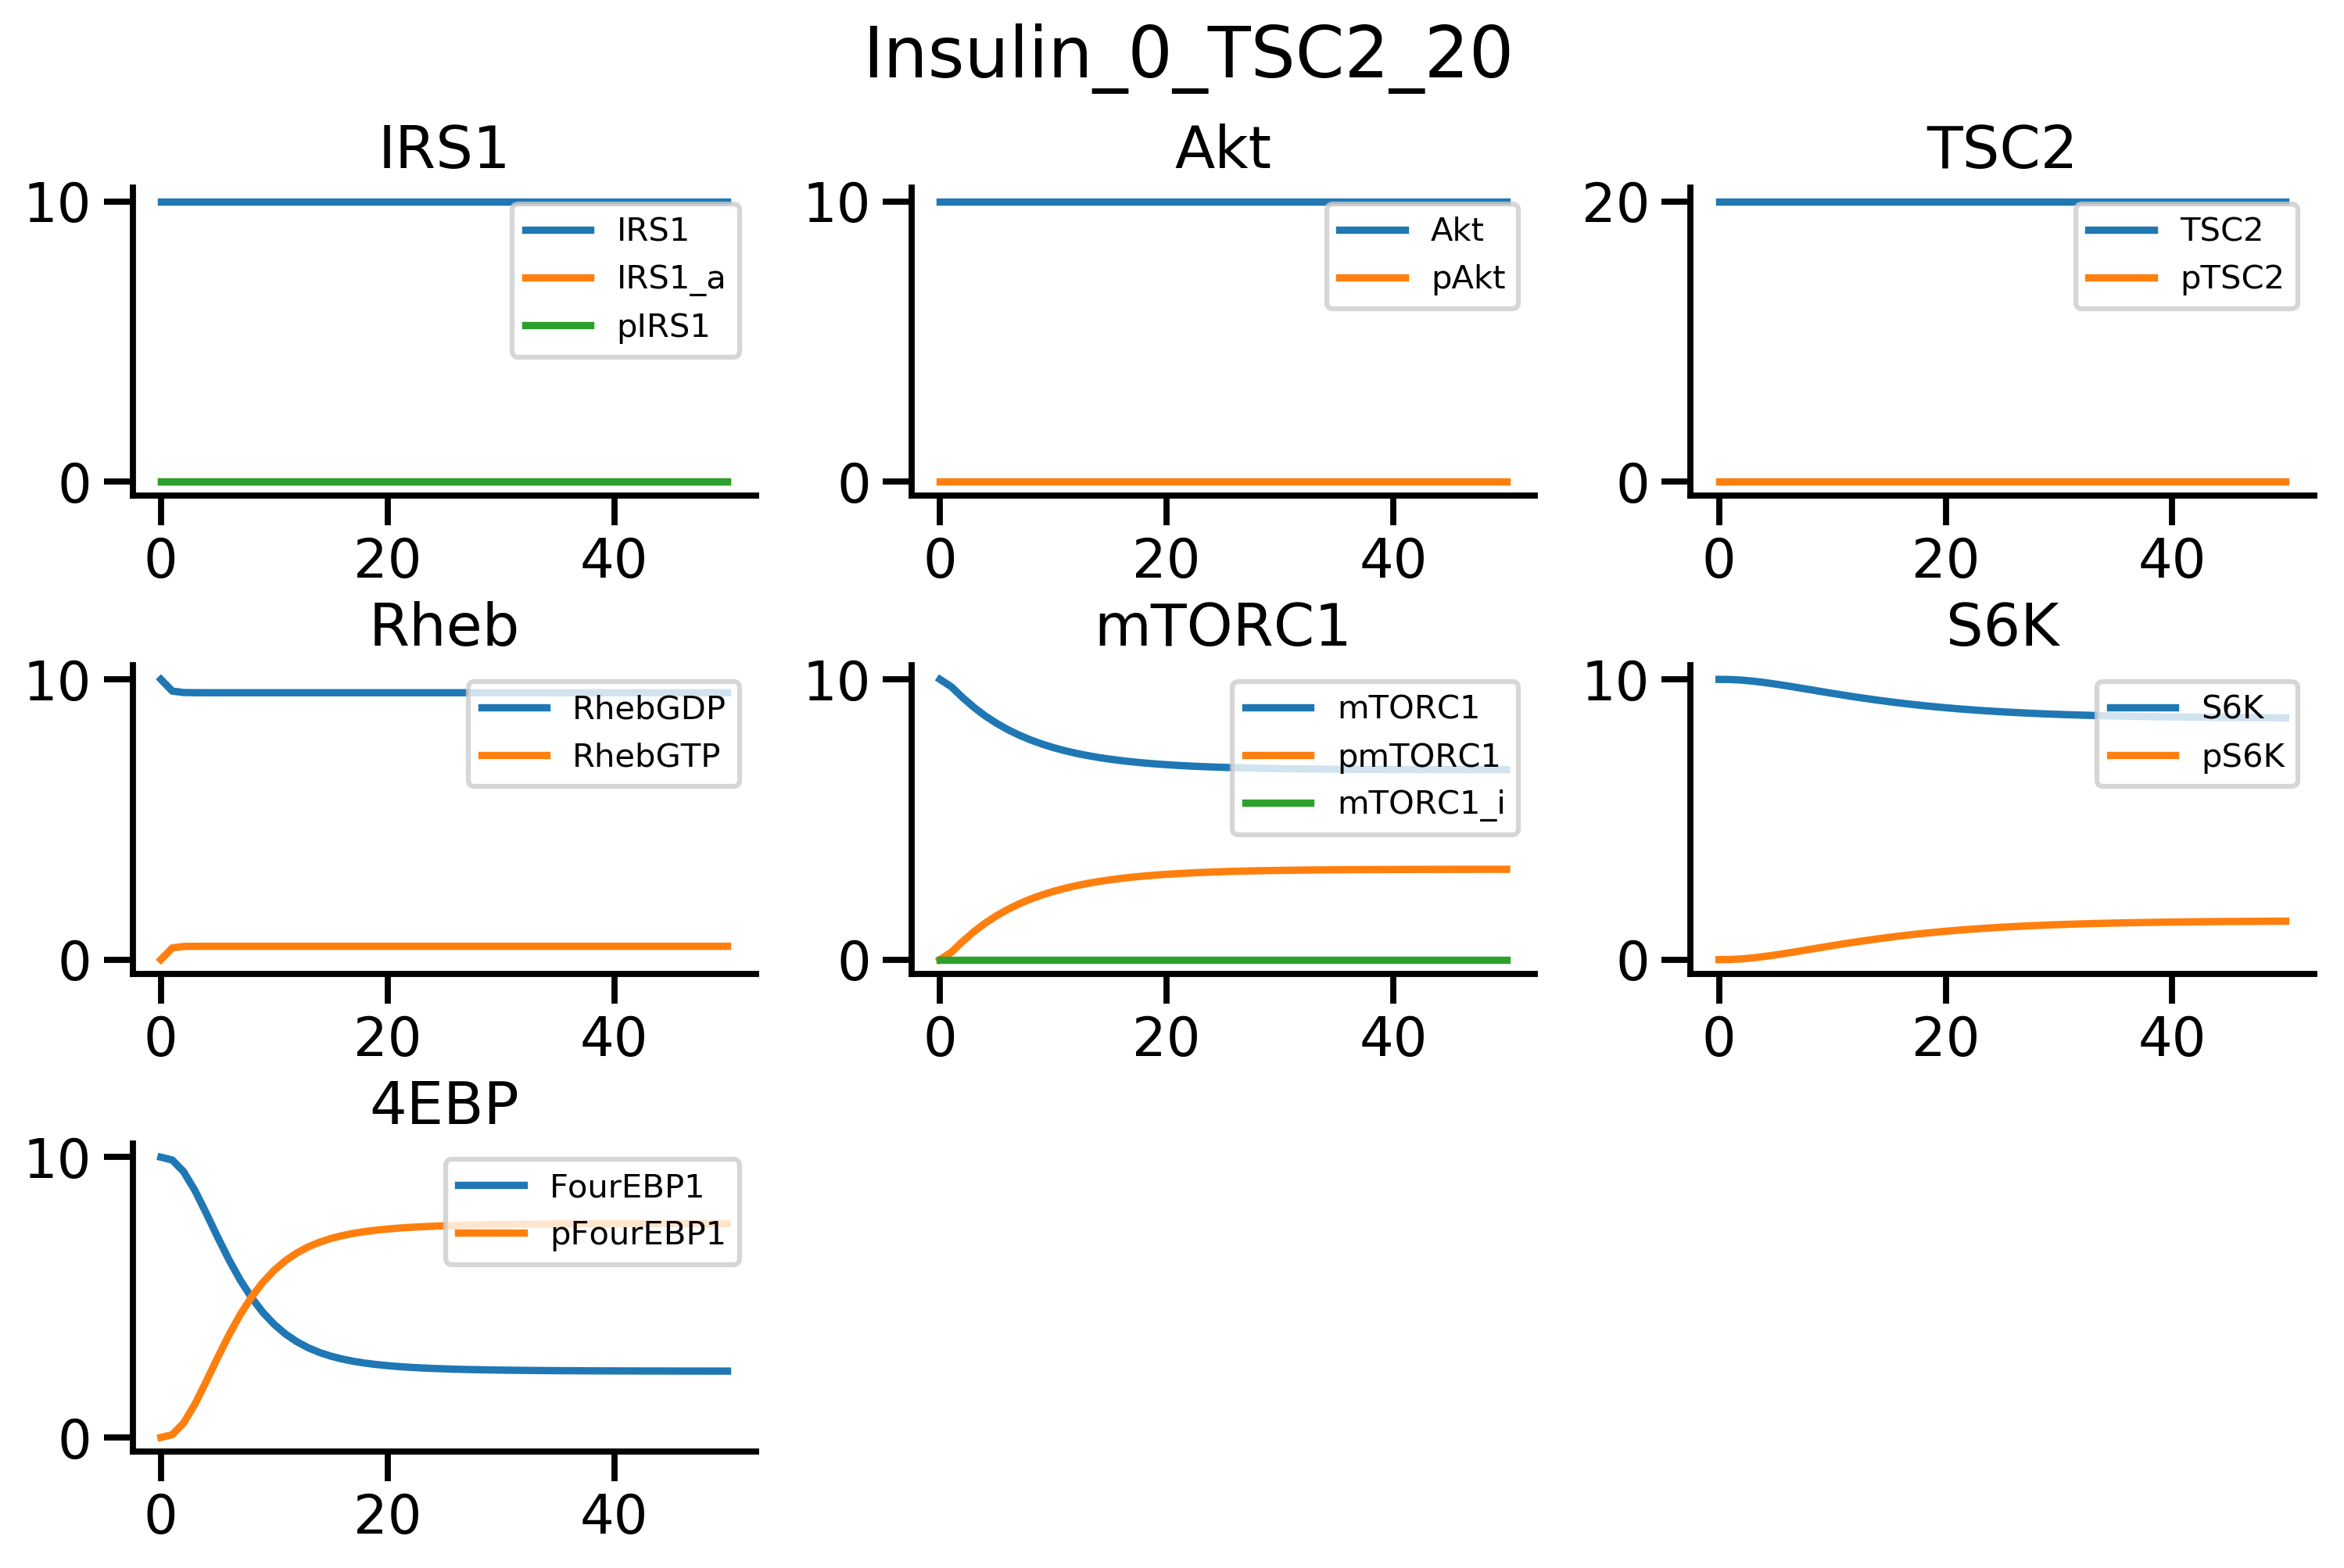 Insulin_0_TSC2_20
IRS1
Akt
TSC2
10
0
0 20 40
IRS1
IRS1_a
pIRS1
10
0
0 20 40
Akt
pAkt
20
0
0 20 40
TSC2
pTSC2
Rheb
mTORC1
S6K
10
0
0 20 40
RhebGDP
RhebGTP
10
0
0 20 40
mTORC1
pmTORC1
mTORC1_i
10
0
0 20 40
S6K
pS6K
4EBP
10
0
0 20 40
FourEBP1
pFourEBP1